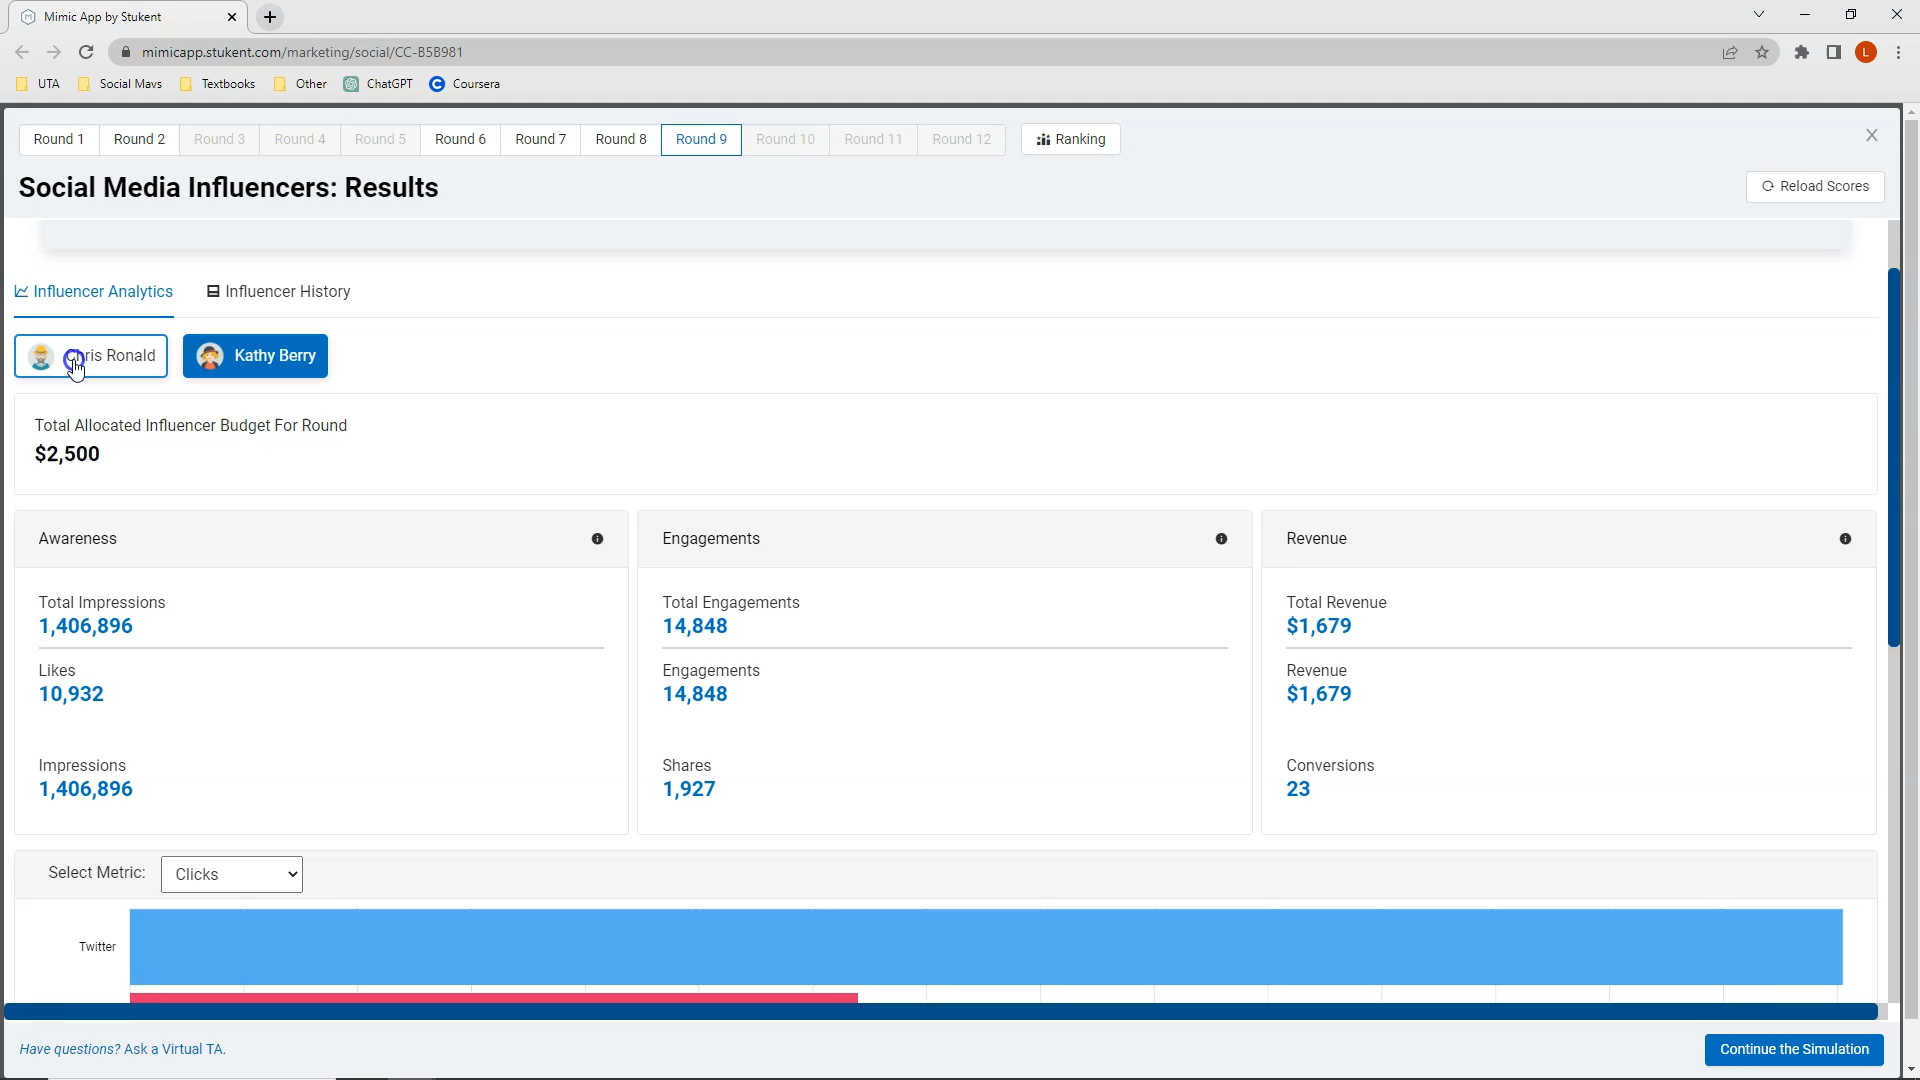 Mimic App by Stukent
mimicapp.stukent.com/marketing/social/CC-B5B981
L
UTA Social Mavs Textbooks Other ChatGPT Coursera
Round 1 Round 2 Round 3 Round 4 Round 5 Round 6 Round 7 Round 8 Round 9 Round 10 Round 11 Round 12 Ranking
Social Media Influencers: Results
Reload Scores
Influencer Analytics Influencer History
Chris Ronald Kathy Berry
Total Allocated Influencer Budget For Round
$2,500
Awareness Engagements Revenue
Total Impressions Total Engagements Total Revenue
1,406,896 14,848 $1,679
Likes Engagements Revenue
10,932 14,848 $1,679
Impressions Shares Conversions
1,406,896 1,927 23
Select Metric: Clicks
Twitter
Have questions? Ask a Virtual TA.
Continue the Simulation